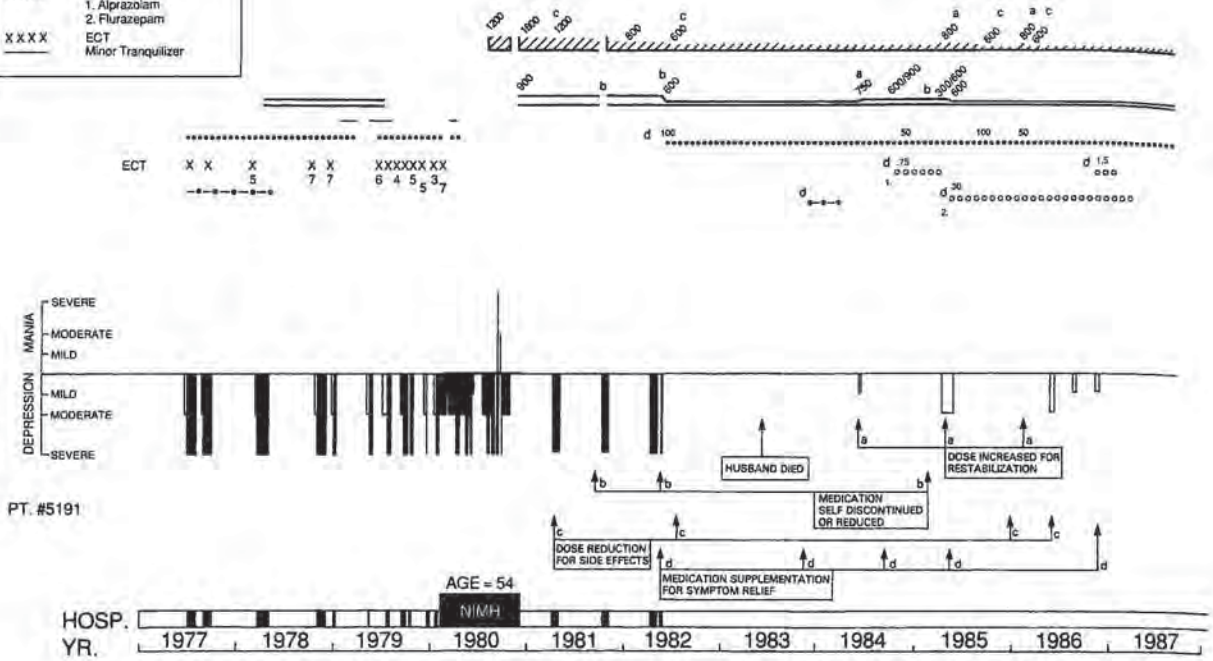 1. Alprazolam
2. Flurazepam
XXXX ECT
Minor Tranquilizer
1200 1800 c 1200 800 c 600 a 800 c 600 a 800 c 600
900 b b 600 a 750 600/900 b 300/600 600
d 100 50 100 50
ECT X X X X X XXXXXXXX
5 7 7 6 4 5 5 3 7
d .75
1.
d 1.5
d
d 30
2.
MANIA
SEVERE
MODERATE
MILD
DEPRESSION
MILD
MODERATE
SEVERE
a a a
HUSBAND DIED
DOSE INCREASED FOR
RESTABILIZATION
b b b
MEDICATION
SELF DISCONTINUED
OR REDUCED
PT. #5191
c c c c
DOSE REDUCTION
FOR SIDE EFFECTS
d d d d d
MEDICATION SUPPLEMENTATION
FOR SYMPTOM RELIEF
AGE = 54
HOSP. NIMH
YR. 1977 1978 1979 1980 1981 1982 1983 1984 1985 1986 1987